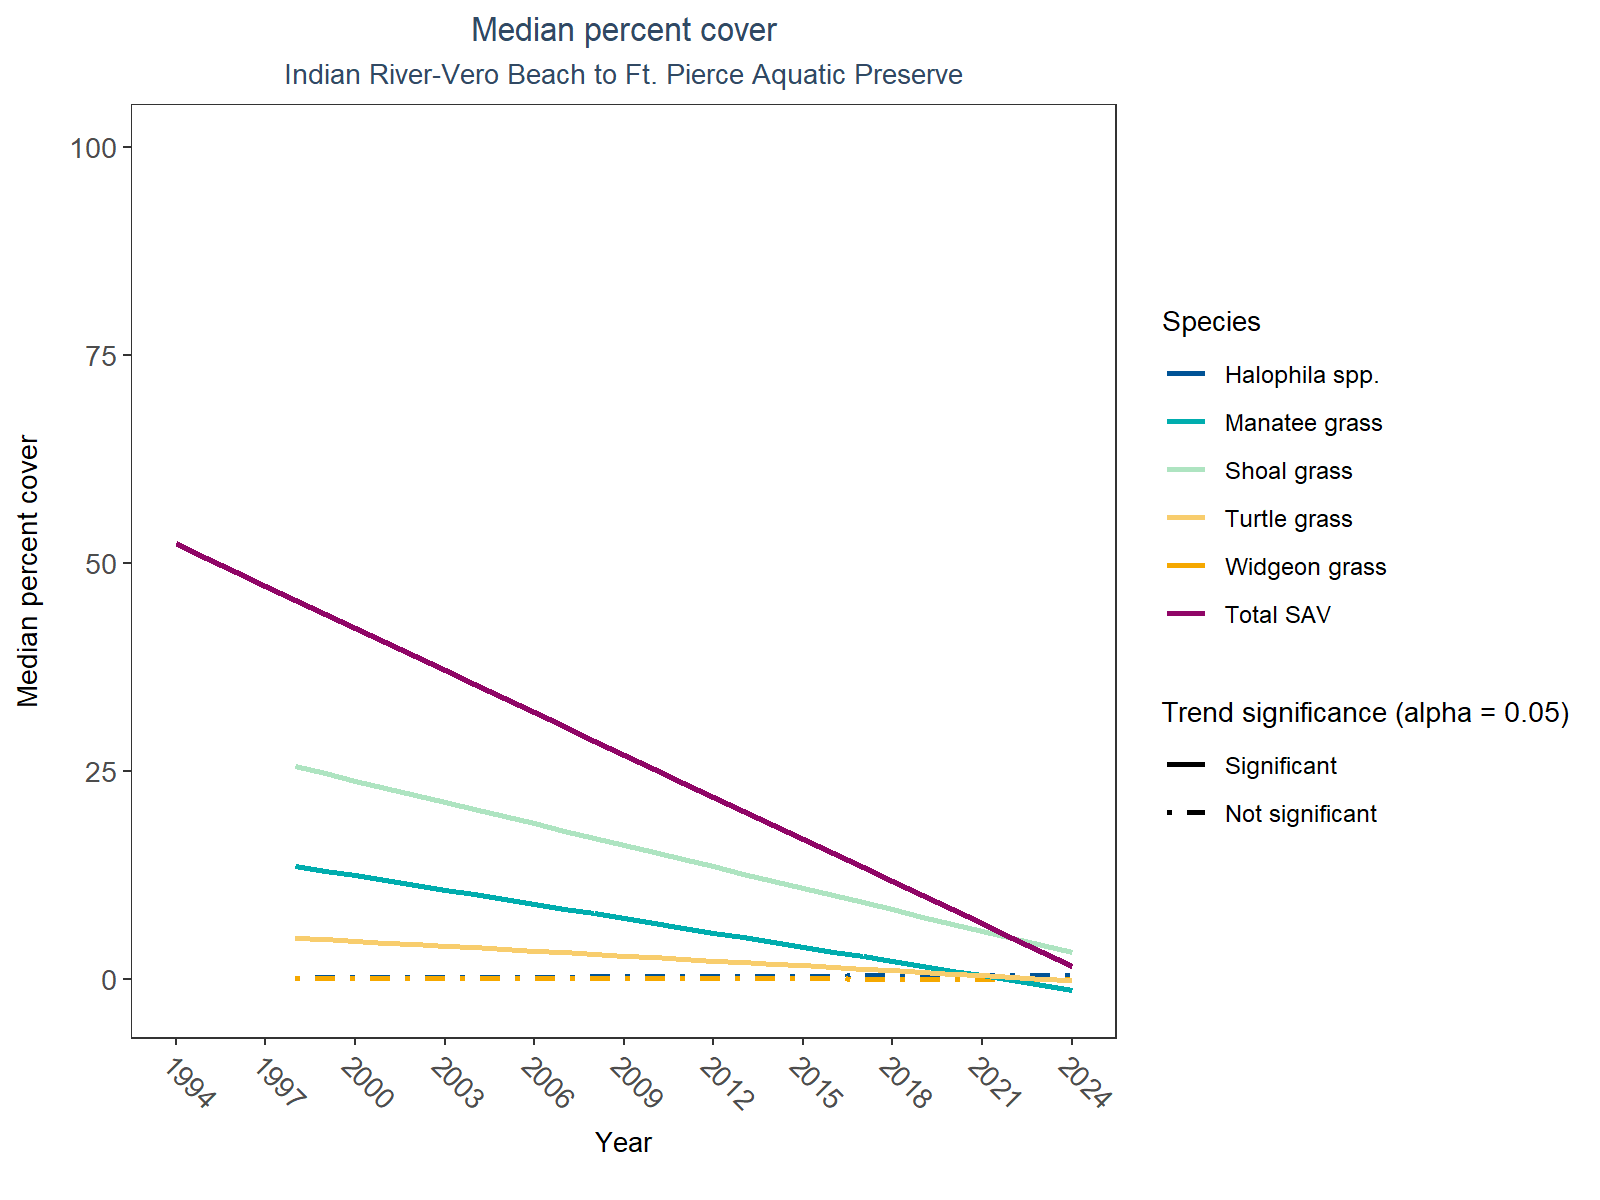 Median percent cover
Indian River-Vero Beach to Ft. Pierce Aquatic Preserve
Median percent cover
100
75
50
25
0
1994
1997
2000
2003
2006
2009
2012
2015
2018
2021
2024
Year
Species
Halophila spp.
Manatee grass
Shoal grass
Turtle grass
Widgeon grass
Total SAV
Trend significance (alpha = 0.05)
Significant
Not significant